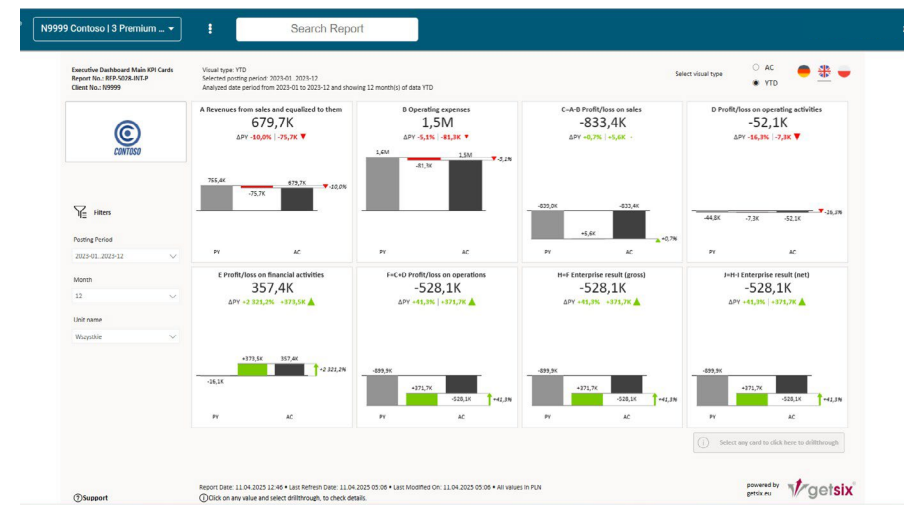 N9999 Contoso | 3 Premium ...
Search Report
Executive Dashboard Main KPI Cards
Report No.: RFP-5028-INT-P
Client No.: N9999
Visual type: YTD
Selected posting period: 2023-01..2023-12
Analyzed date period from 2023-01 to 2023-12 and showing 12 month(s) of data YTD
Select visual type
AC
YTD
CONTOSO
Filters
Posting Period
2023-01..2023-12
Month
12
Unit name
Wszystkie
A Revenues from sales and equalized to them
679,7K
ΔPY -10,0% | -75,7K
755,4K
-75,7K
679,7K
-10,0%
B Operating expenses
1,5M
ΔPY -5,1% | -81,3K
1,6M
-81,3K
1,5M
-5,1%
PY AC
PY AC
C=A-B Profit/loss on sales
-833,4K
ΔPY +0,7% | +5,6K
-839,0K
+5,6K
-833,4K
+0,7%
PY AC
D Profit/loss on operating activities
-52,1K
ΔPY -16,3% | -7,3K
-44,8K
-7,3K
-52,1K
-16,3%
PY AC
E Profit/loss on financial activities
357,4K
ΔPY +2 321,2% +373,5K
-16,1K
+373,5K
357,4K
+2 321,2%
PY AC
F=C+D Profit/loss on operations
-528,1K
ΔPY +41,3% | +371,7K
-899,9K
+371,7K
-528,1K
+41,3%
PY AC
H=F Enterprise result (gross)
-528,1K
ΔPY +41,3% +371,7K
-899,9K
+371,7K
-528,1K
+41,3%
PY AC
J=H-I Enterprise result (net)
-528,1K
ΔPY +41,3% | +371,7K
-899,9K
+371,7K
-528,1K
+41,3%
PY AC
Select any card to click here to drillthrough
Report Date: 11.04.2025 12:46 • Last Refresh Date: 11.04.2025 05:06 • Last Modified On: 11.04.2025 05:06 • All values in PLN
Click on any value and select drillthrough, to check details.
Support
powered by
getsix.eu
getsix®